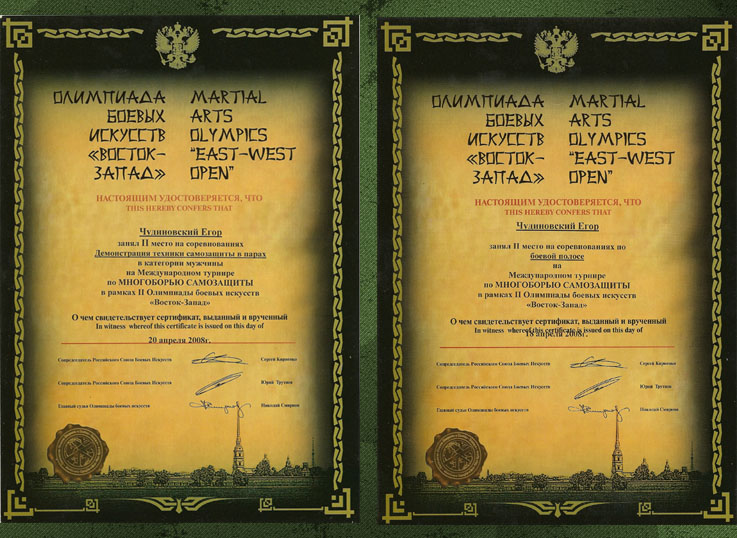 ОЛИМПИАДА
БОЕВЫХ
ИСКУССТВ
«ВОСТОК-
ЗАПАД»
MARTIAL
ARTS
OLYMPICS
"EAST-WEST
OPEN"
НАСТОЯЩИМ УДОСТОВЕРЯЕТСЯ, ЧТО
THIS HEREBY CONFERS THAT
Чудиновский Егор
занял II место на соревнованиях
Демонстрация техники самозащиты в парах
в категории мужчины
на Международном турнире
по МНОГОБОРЬЮ САМОЗАЩИТЫ
в рамках II Олимпиады боевых искусств
«Восток-Запад»
О чем свидетельствует сертификат, выданный и врученный
In witness whereof this certificate is issued on this day of
20 апреля 2008г.
Сопредседатель Российского Союза Боевых Искусств
Сергей Кириенко
Сопредседатель Российского Союза Боевых Искусств
Юрий Трутнев
Главный судья Олимпиады боевых искусств
Николай Смирнов
ОЛИМПИАДА
БОЕВЫХ
ИСКУССТВ
«ВОСТОК-
ЗАПАД»
MARTIAL
ARTS
OLYMPICS
"EAST-WEST
OPEN"
НАСТОЯЩИМ УДОСТОВЕРЯЕТСЯ, ЧТО
THIS HEREBY CONFERS THAT
Чудиновский Егор
занял II место на соревнованиях по
боевой полосе
на
Международном турнире
по МНОГОБОРЬЮ САМОЗАЩИТЫ
в рамках II Олимпиады боевых искусств
«Восток-Запад»
О чем свидетельствует сертификат, выданный и врученный
In witness whereof this certificate is issued on this day of
18 апреля 2008г.
Сопредседатель Российского Союза Боевых Искусств
Сергей Кириенко
Сопредседатель Российского Союза Боевых Искусств
Юрий Трутнев
Главный судья Олимпиады боевых искусств
Николай Смирнов